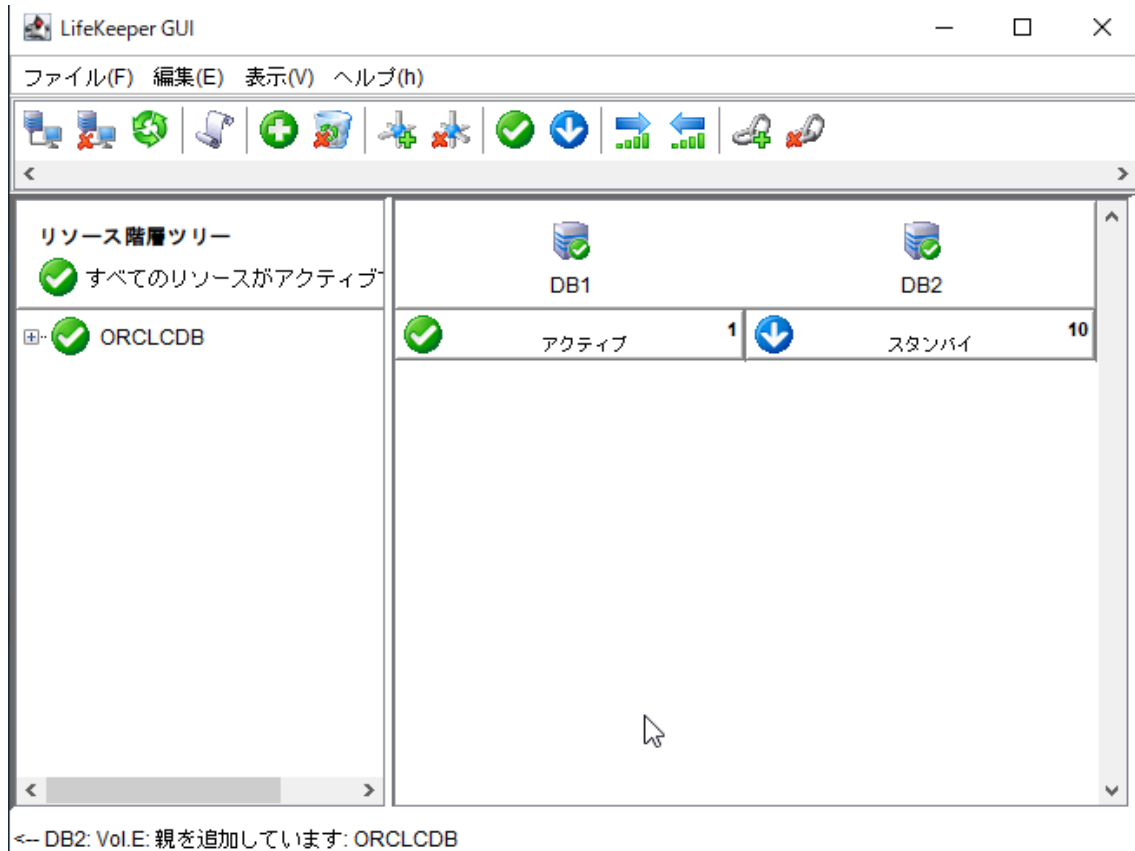 LifeKeeper GUI
ファイル(F) 編集(E) 表示(V) ヘルプ(h)
リソース階層ツリー
すべてのリソースがアクティブ
DB1
DB2
ORCLCDB
アクティブ 1
スタンバイ 10
<-- DB2: Vol.E: 親を追加しています: ORCLCDB